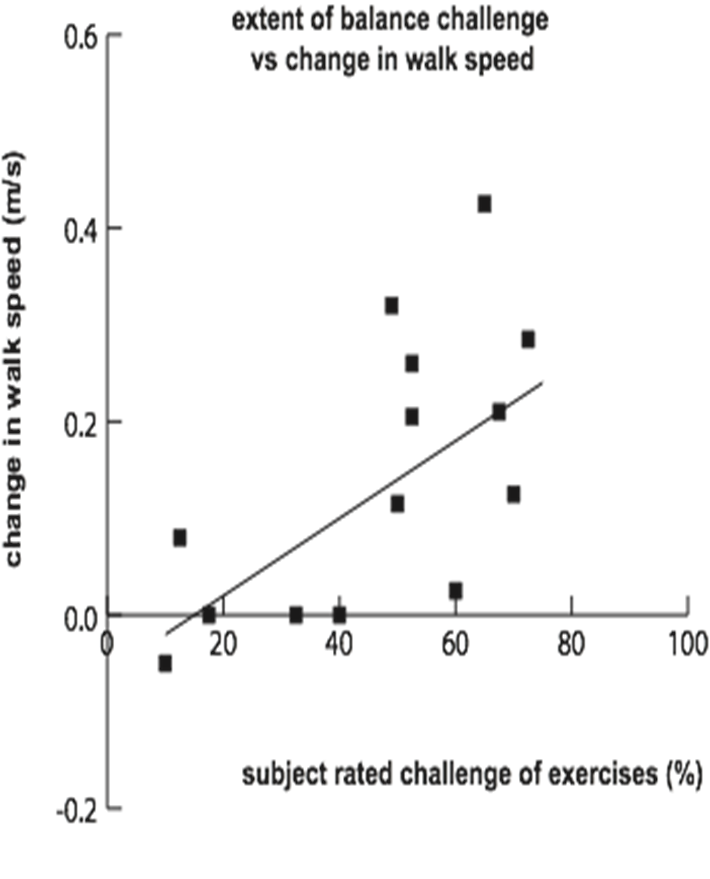 extent of balance challenge
vs change in walk speed
change in walk speed (m/s)
0.6
0.4
0.2
0.0
-0.2
0 20 40 60 80 100
subject rated challenge of exercises (%)